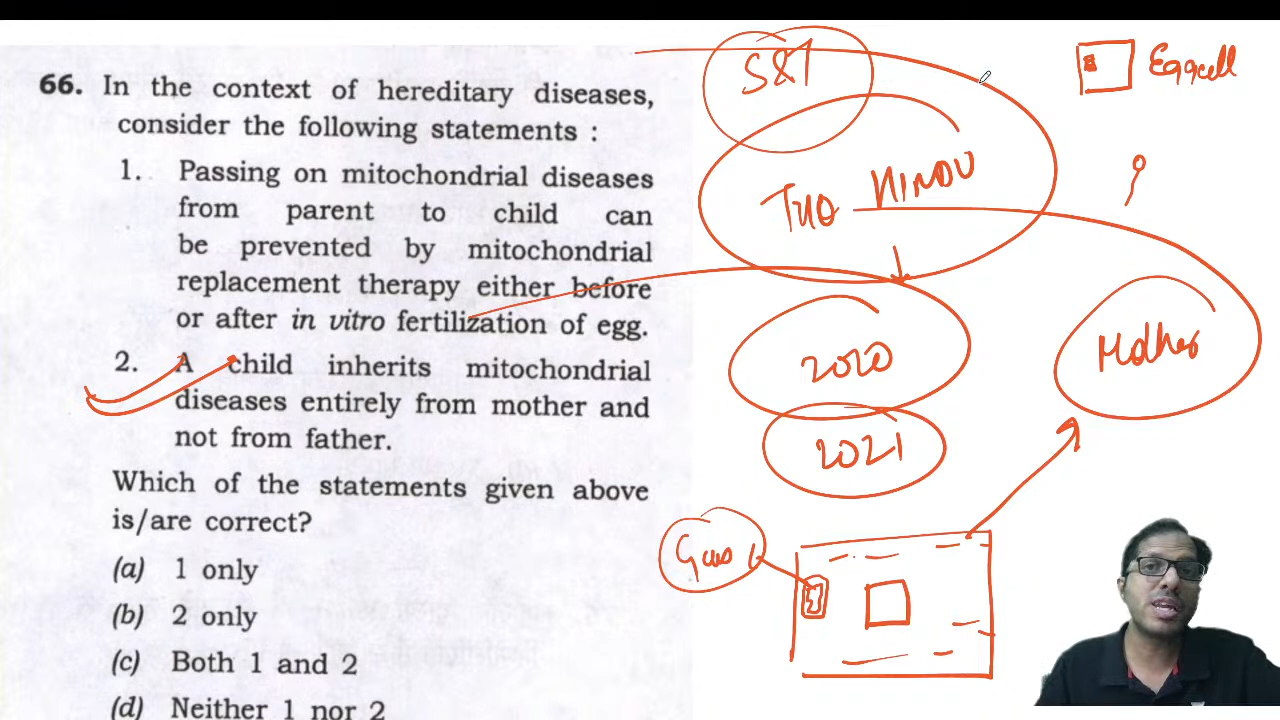 66. In the context of hereditary diseases,
consider the following statements :
1. Passing on mitochondrial diseases
from parent to child can
be prevented by mitochondrial
replacement therapy either before
or after in vitro fertilization of egg.
2. A child inherits mitochondrial
diseases entirely from mother and
not from father.
Which of the statements given above
is/are correct?
(a) 1 only
(b) 2 only
(c) Both 1 and 2
(d) Neither 1 nor 2
S&T
Eggcell
HINDU
2020
Mother
2021